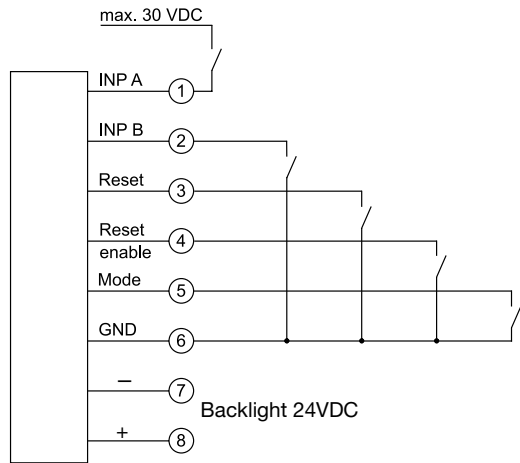 max. 30 VDC
INP A
1
INP B
2
Reset
3
Reset
enable
4
Mode
5
GND
6
–
7
Backlight 24VDC
+
8